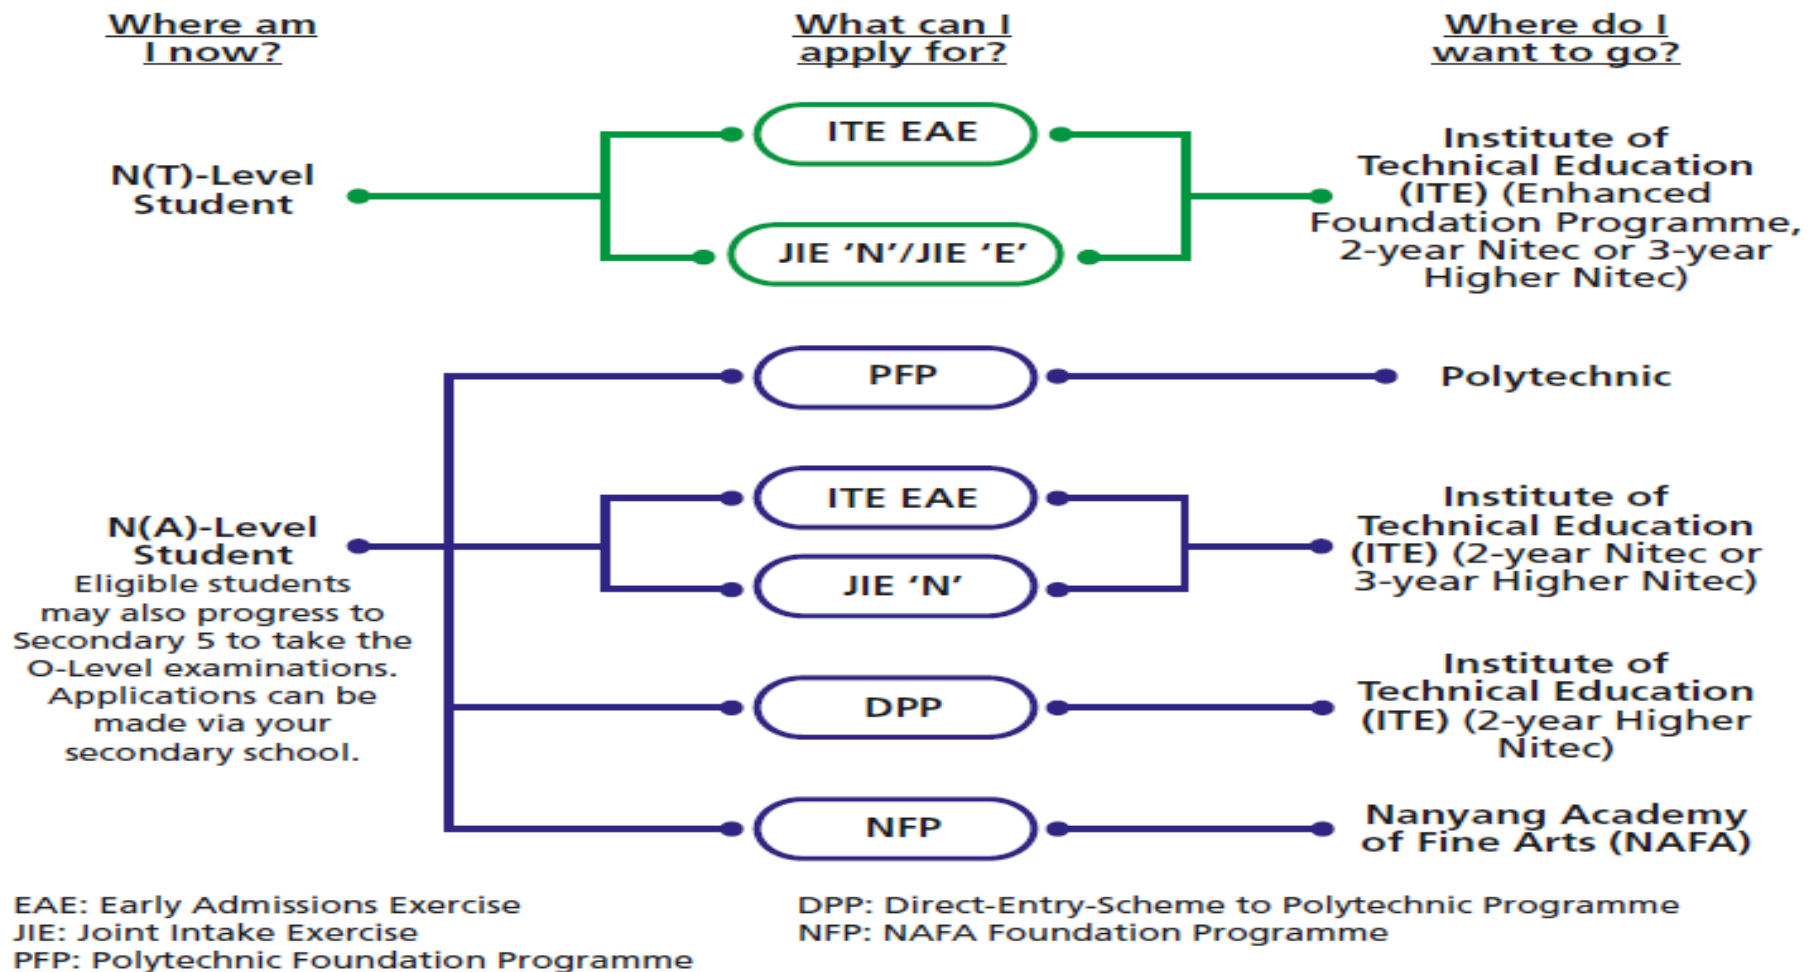 Where am
I now?
What can I
apply for?
Where do I
want to go?
N(T)-Level
Student
ITE EAE
JIE ‘N’/JIE ‘E’
Institute of
Technical Education
(ITE) (Enhanced
Foundation Programme,
2-year Nitec or 3-year
Higher Nitec)
N(A)-Level
Student
Eligible students
may also progress to
Secondary 5 to take the
O-Level examinations.
Applications can be
made via your
secondary school.
PFP
Polytechnic
ITE EAE
JIE ‘N’
Institute of
Technical Education
(ITE) (2-year Nitec or
3-year Higher Nitec)
DPP
Institute of
Technical Education
(ITE) (2-year Higher
Nitec)
NFP
Nanyang Academy
of Fine Arts (NAFA)
EAE: Early Admissions Exercise
JIE: Joint Intake Exercise
PFP: Polytechnic Foundation Programme
DPP: Direct-Entry-Scheme to Polytechnic Programme
NFP: NAFA Foundation Programme